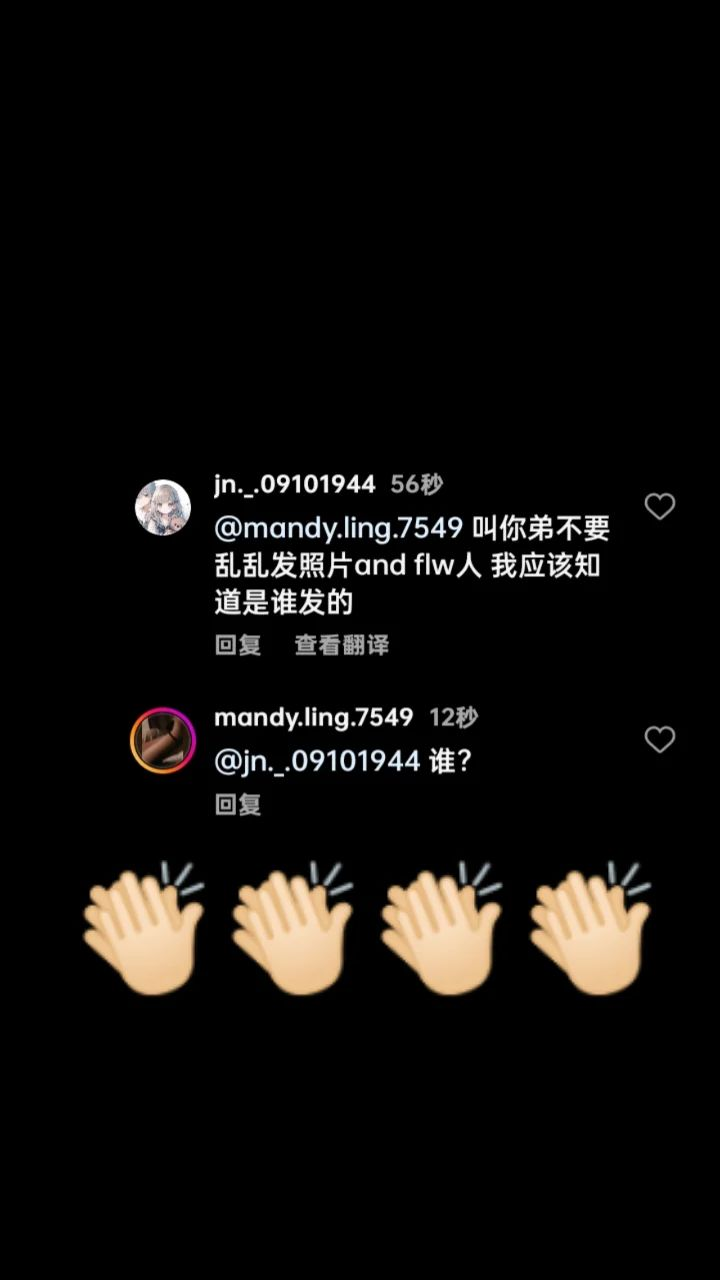 jn._.09101944 56秒
@mandy.ling.7549 叫你弟不要
乱乱发照片and flw人 我应该知
道是谁发的
回复 查看翻译
mandy.ling.7549 12秒
@jn._.09101944 谁?
回复